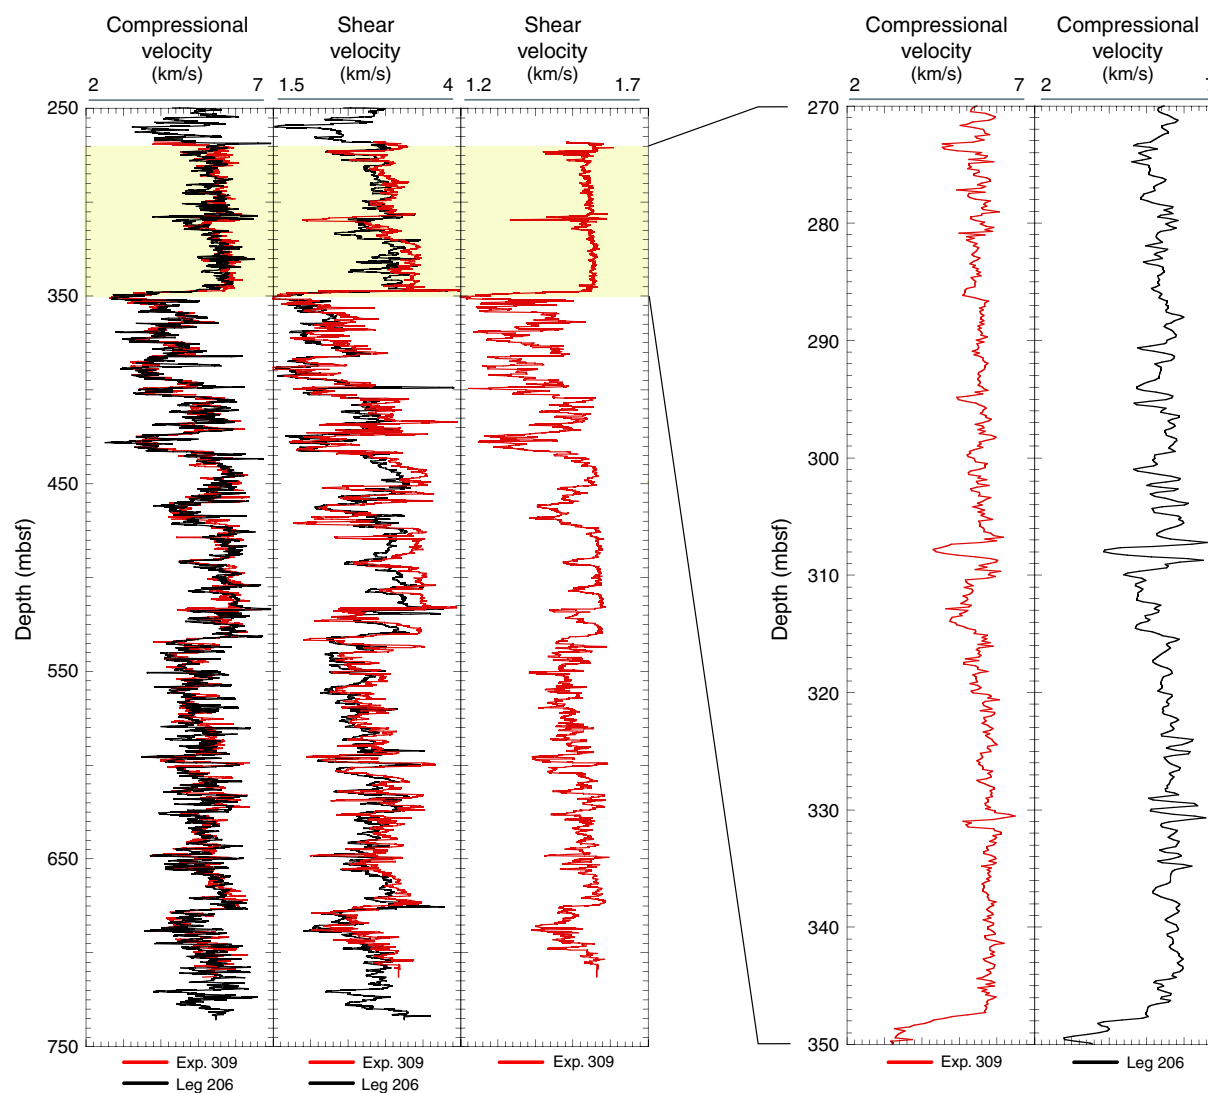 Compressional
velocity
(km/s)
2 7
Shear
velocity
(km/s)
1.5 4
Shear
velocity
(km/s)
1.2 1.7
Compressional
velocity
(km/s)
2 7
Compressional
velocity
(km/s)
2 7
Depth (mbsf)
250
350
450
550
650
750
Exp. 309
Leg 206
Exp. 309
Leg 206
Exp. 309
Depth (mbsf)
270
280
290
300
310
320
330
340
350
Exp. 309
Leg 206